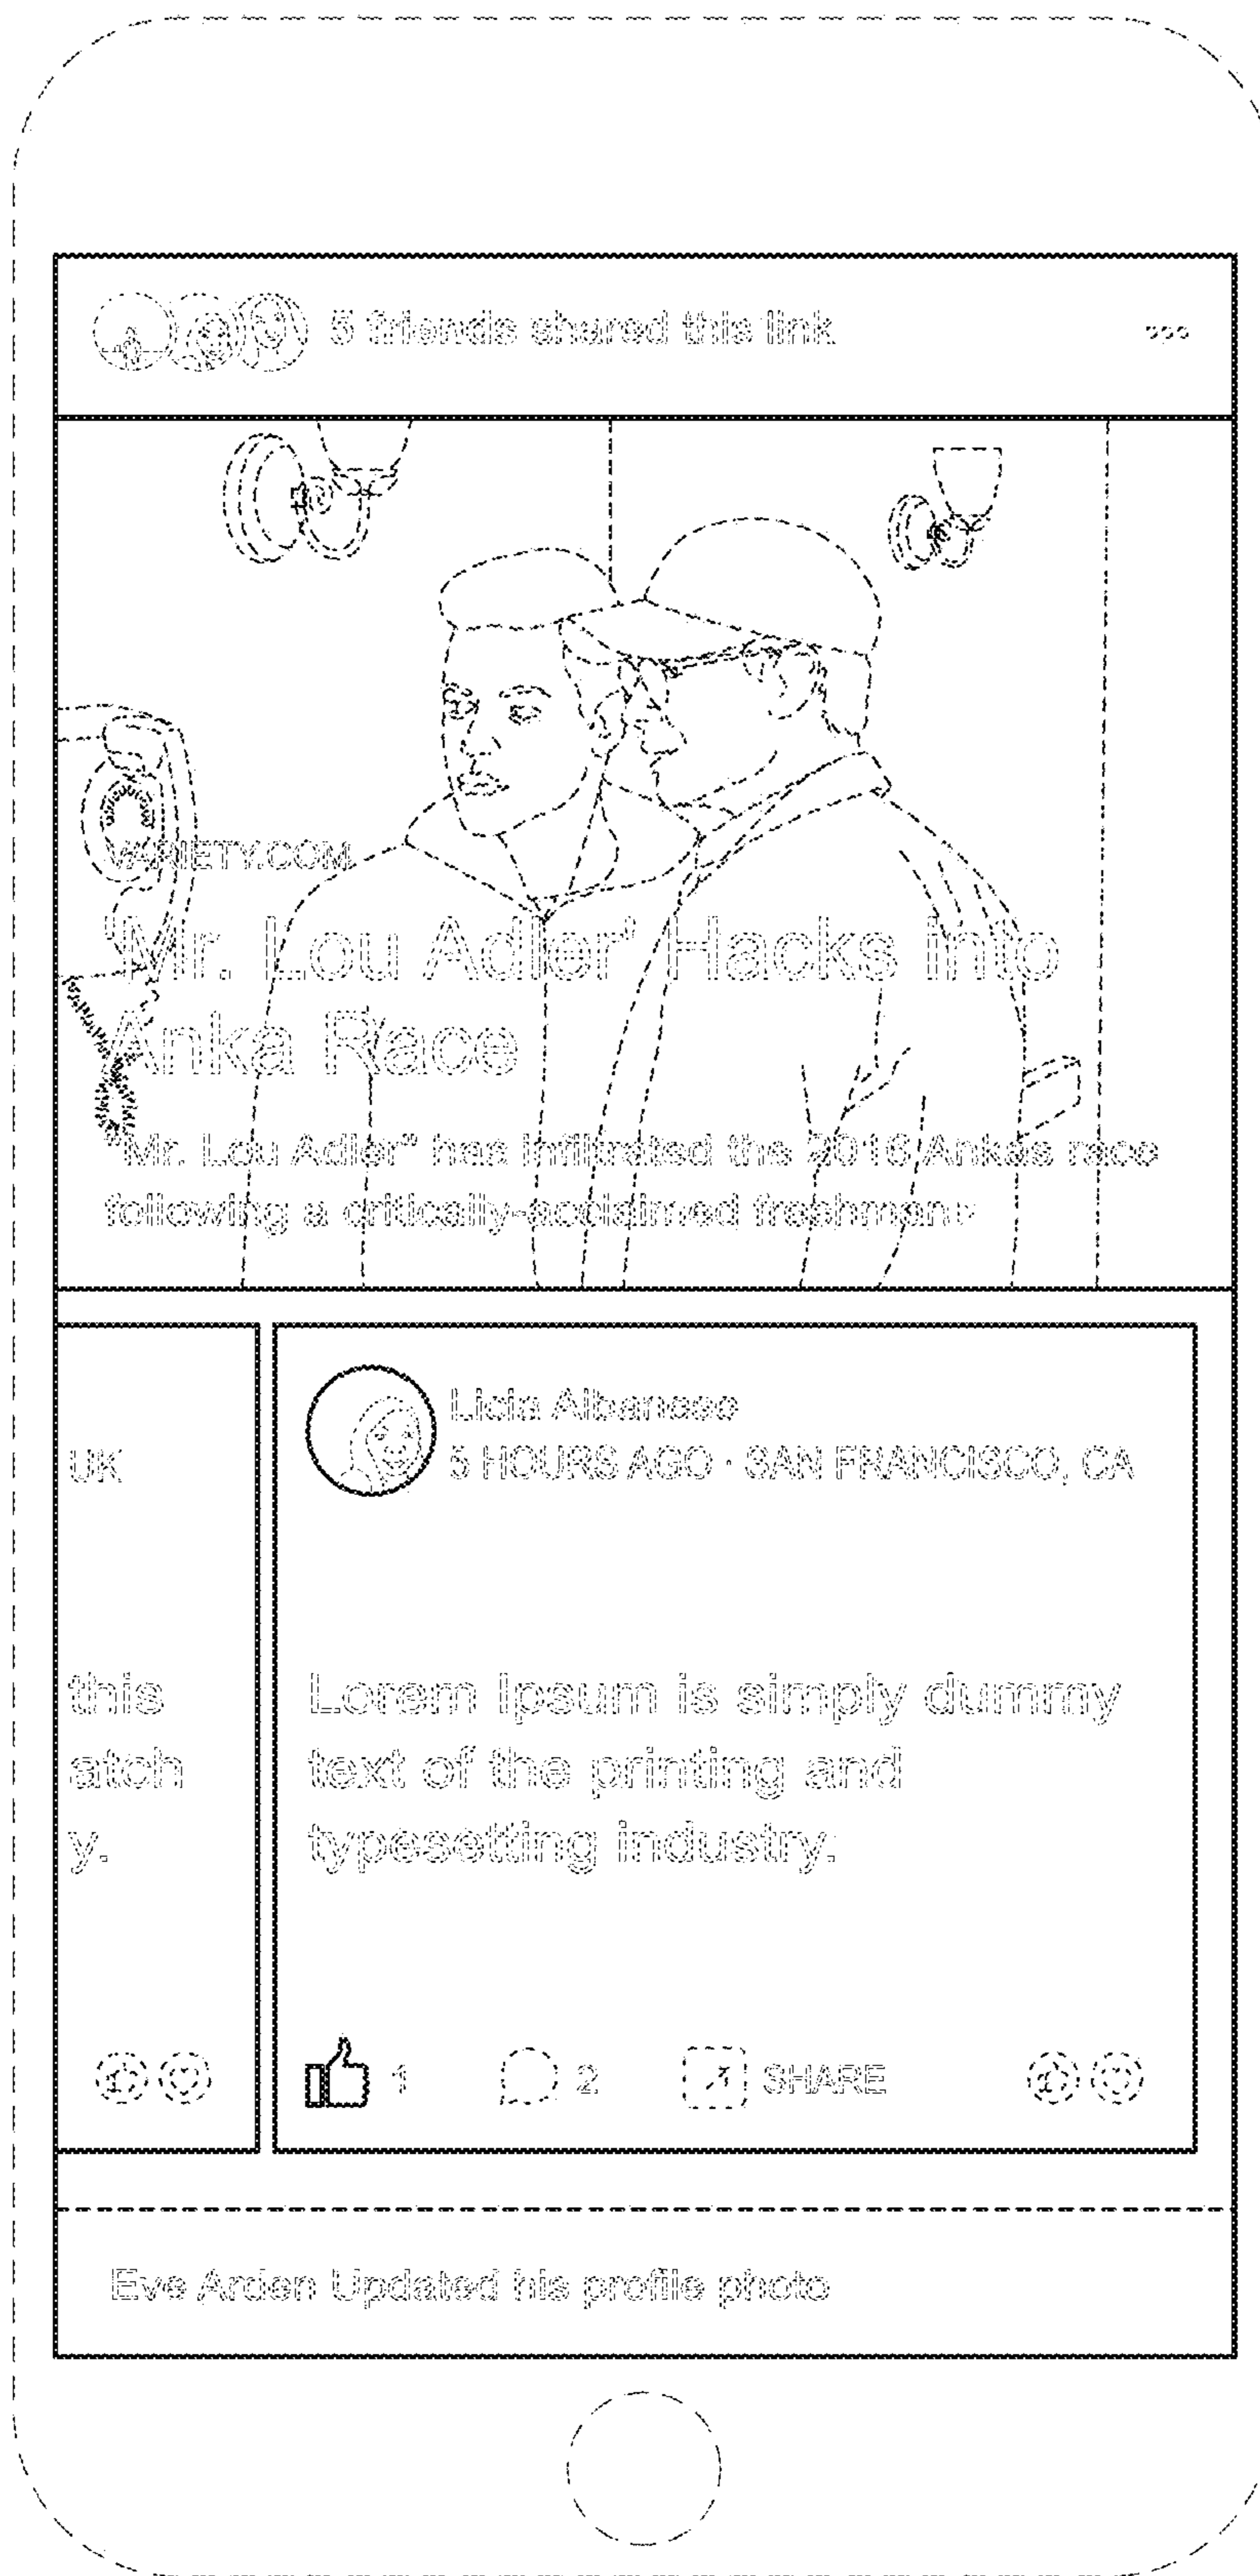 5 friends shared this link
VARIETY.COM
'Mr. Lou Adler' Hacks into
Anka Race
"Mr. Lou Adler" has infiltrated the 2016 Ankas race
following a critically-acclaimed freshman
UK
this
atch
y.
Licia Albanese
5 HOURS AGO · SAN FRANCISCO, CA
Lorem Ipsum is simply dummy
text of the printing and
typesetting industry.
1 2 SHARE
Eve Arden Updated his profile photo